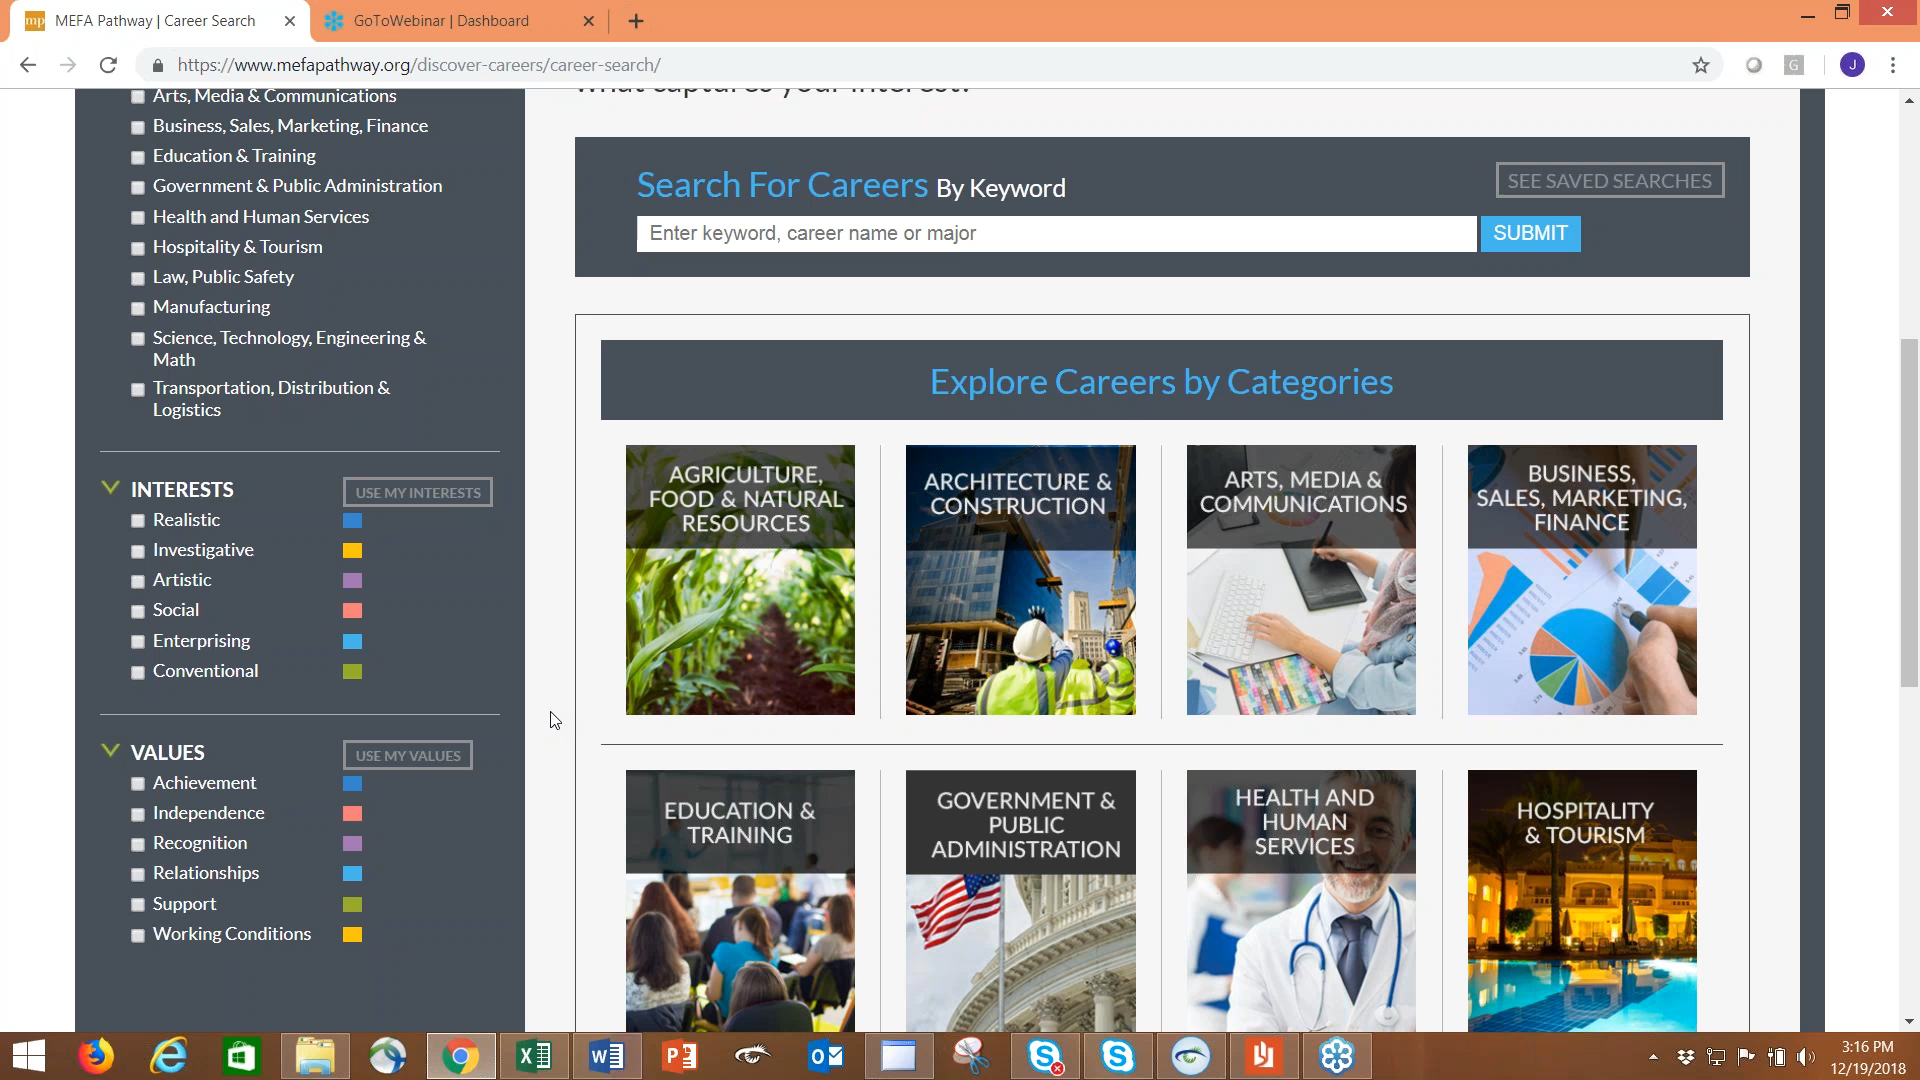 mp MEFA Pathway | Career Search
GoToWebinar | Dashboard
https://www.mefapathway.org/discover-careers/career-search/
G
J
Arts, Media & Communications
Business, Sales, Marketing, Finance
Education & Training
Government & Public Administration
Health and Human Services
Hospitality & Tourism
Law, Public Safety
Manufacturing
Science, Technology, Engineering &
Math
Transportation, Distribution &
Logistics
INTERESTS
USE MY INTERESTS
Realistic
Investigative
Artistic
Social
Enterprising
Conventional
VALUES
USE MY VALUES
Achievement
Independence
Recognition
Relationships
Support
Working Conditions
what captures your interest?
Search For Careers By Keyword
SEE SAVED SEARCHES
Enter keyword, career name or major
SUBMIT
Explore Careers by Categories
AGRICULTURE,
FOOD & NATURAL
RESOURCES
ARCHITECTURE &
CONSTRUCTION
ARTS, MEDIA &
COMMUNICATIONS
BUSINESS,
SALES, MARKETING,
FINANCE
EDUCATION &
TRAINING
GOVERNMENT &
PUBLIC
ADMINISTRATION
HEALTH AND
HUMAN
SERVICES
HOSPITALITY
& TOURISM
3:16 PM
12/19/2018